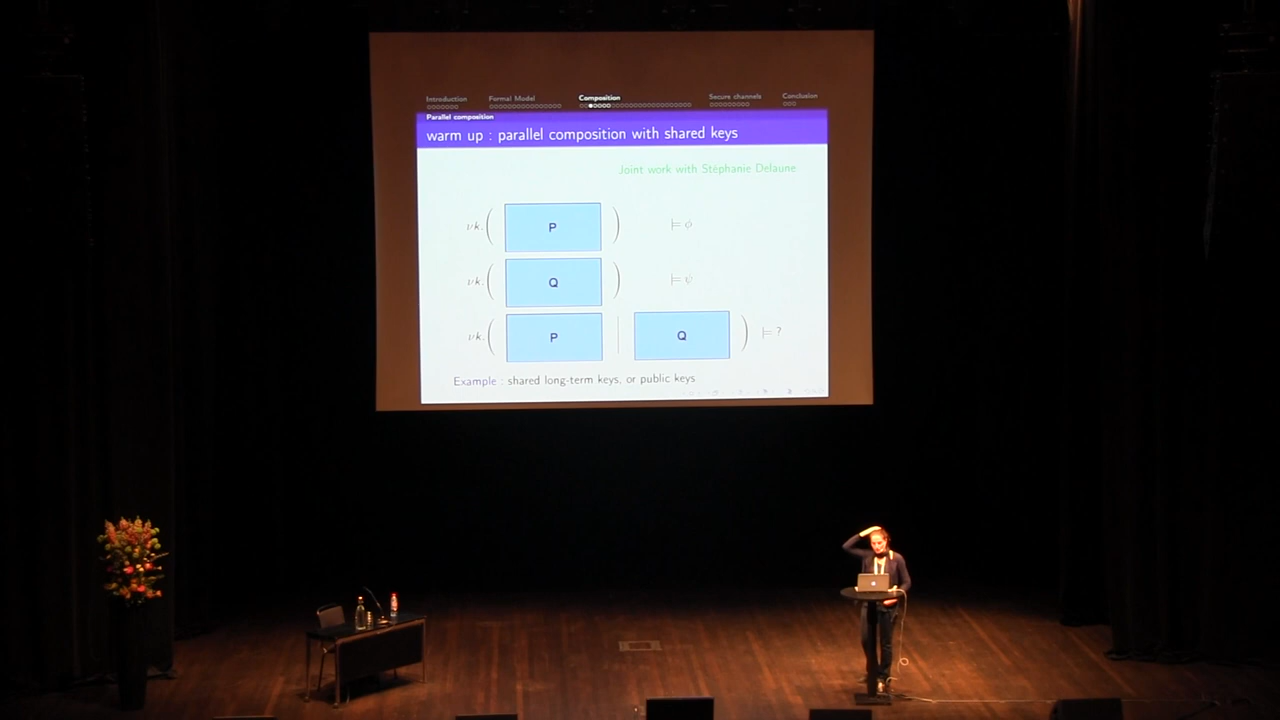 Introduction Formal Model Composition Secure channels Conclusion
Parallel composition
warm up : parallel composition with shared keys
Joint work with Stéphanie Delaune
νk.( P ) ⊨ ϕ
νk.( Q ) ⊨ ψ
νk.( P | Q ) ⊨ ?
Example : shared long-term keys, or public keys